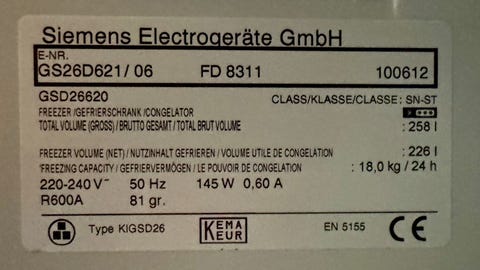 Siemens Electrogeräte GmbH
E-NR.
GS26D621/ 06 FD 8311 100612
GSD26620 CLASS/KLASSE/CLASSE : SN-ST
FREEZER /GEFRIERSCHRANK /CONGELATOR
TOTAL VOLUME (GROSS) / BRUTTO GESAMT / TOTAL BRUT VOLUME : 258 l
FREEZER VOLUME (NET) / NUTZINHALT GEFRIEREN / VOLUME UTILE DE CONGELATION : 226 l
*FREEZING CAPACITY / GEFRIERVERMÖGEN / LE POUVOIR DE CONGELATION : 18,0 kg / 24 h
220-240 V~ 50 Hz 145 W 0,60 A
R600A 81 gr.
Type KIGSD26 KEMA EUR EN 5155 CE